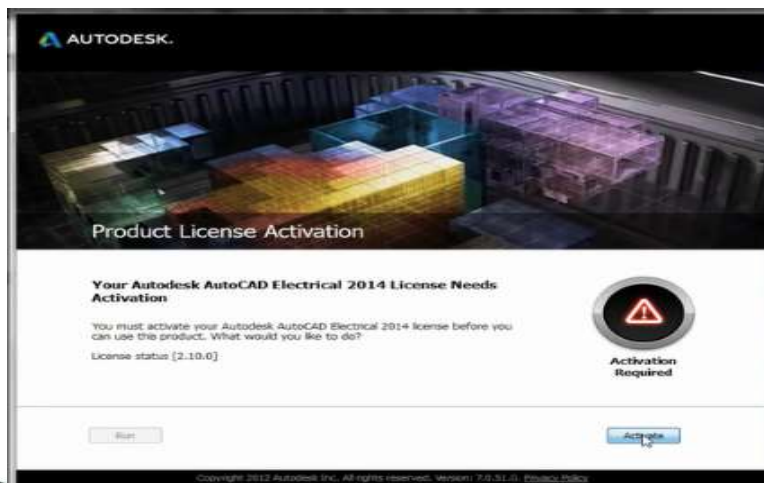 AUTODESK.
Product License Activation
Your Autodesk AutoCAD Electrical 2014 License Needs
Activation
You must activate your Autodesk AutoCAD Electrical 2014 license before you
can use this product. What would you like to do?
License status [2.10.0]
Activation
Required
Run
Activate
Copyright 2012 Autodesk Inc. All rights reserved. Version: 7.0.51.0. Privacy Policy